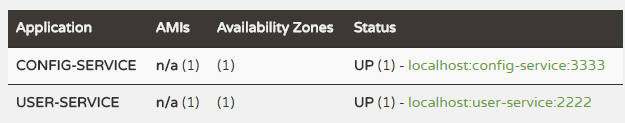 Application AMIs Availability Zones Status
CONFIG-SERVICE n/a (1) (1) UP (1) - localhost:config-service:3333
USER-SERVICE n/a (1) (1) UP (1) - localhost:user-service:2222